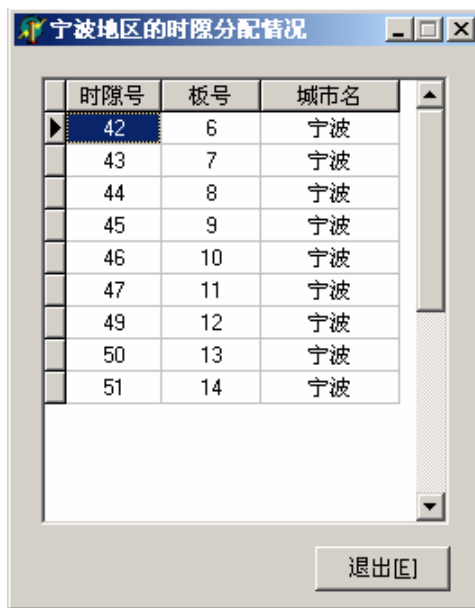 宁波地区的时隙分配情况
时隙号 板号 城市名
42 6 宁波
43 7 宁波
44 8 宁波
45 9 宁波
46 10 宁波
47 11 宁波
49 12 宁波
50 13 宁波
51 14 宁波
退出[E]